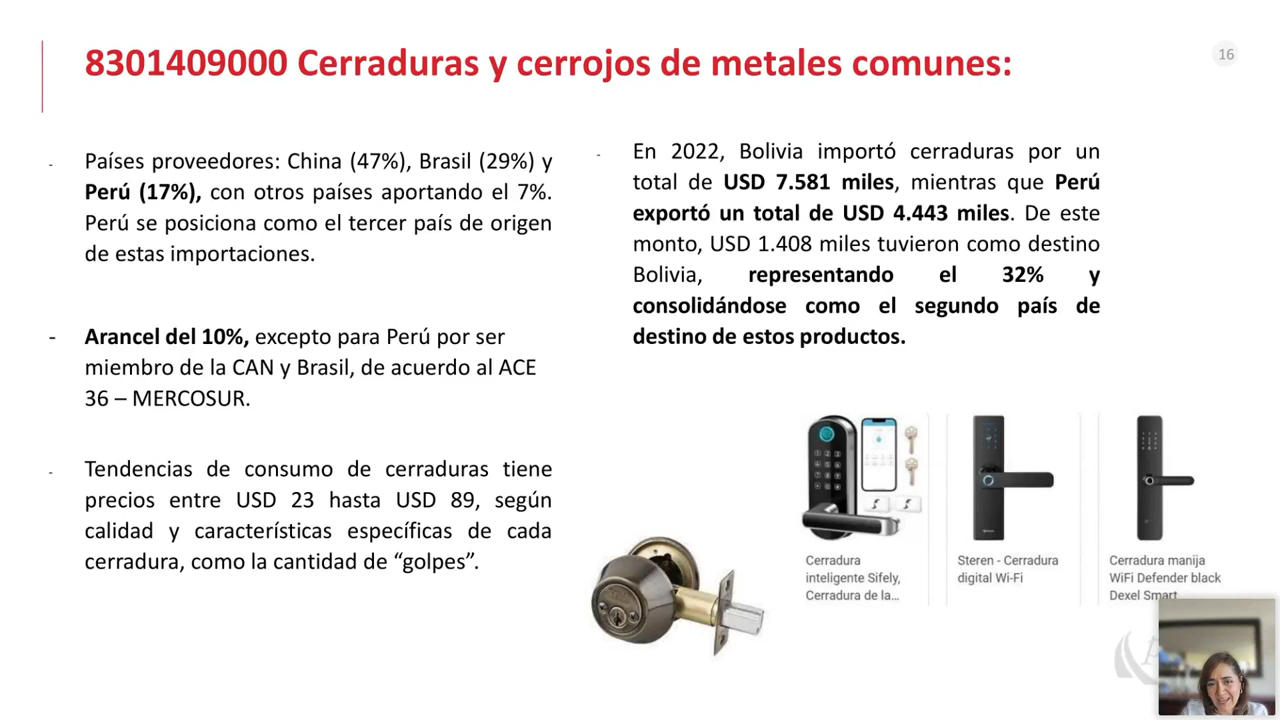 8301409000 Cerraduras y cerrojos de metales comunes:
16
- Países proveedores: China (47%), Brasil (29%) y
Perú (17%), con otros países aportando el 7%.
Perú se posiciona como el tercer país de origen
de estas importaciones.
- Arancel del 10%, excepto para Perú por ser
miembro de la CAN y Brasil, de acuerdo al ACE
36 – MERCOSUR.
- Tendencias de consumo de cerraduras tiene
precios entre USD 23 hasta USD 89, según
calidad y características específicas de cada
cerradura, como la cantidad de “golpes”.
- En 2022, Bolivia importó cerraduras por un
total de USD 7.581 miles, mientras que Perú
exportó un total de USD 4.443 miles. De este
monto, USD 1.408 miles tuvieron como destino
Bolivia, representando el 32% y
consolidándose como el segundo país de
destino de estos productos.
Cerradura
inteligente Sifely,
Cerradura de la...
Steren - Cerradura
digital Wi-Fi
Cerradura manija
WiFi Defender black
Dexel Smart